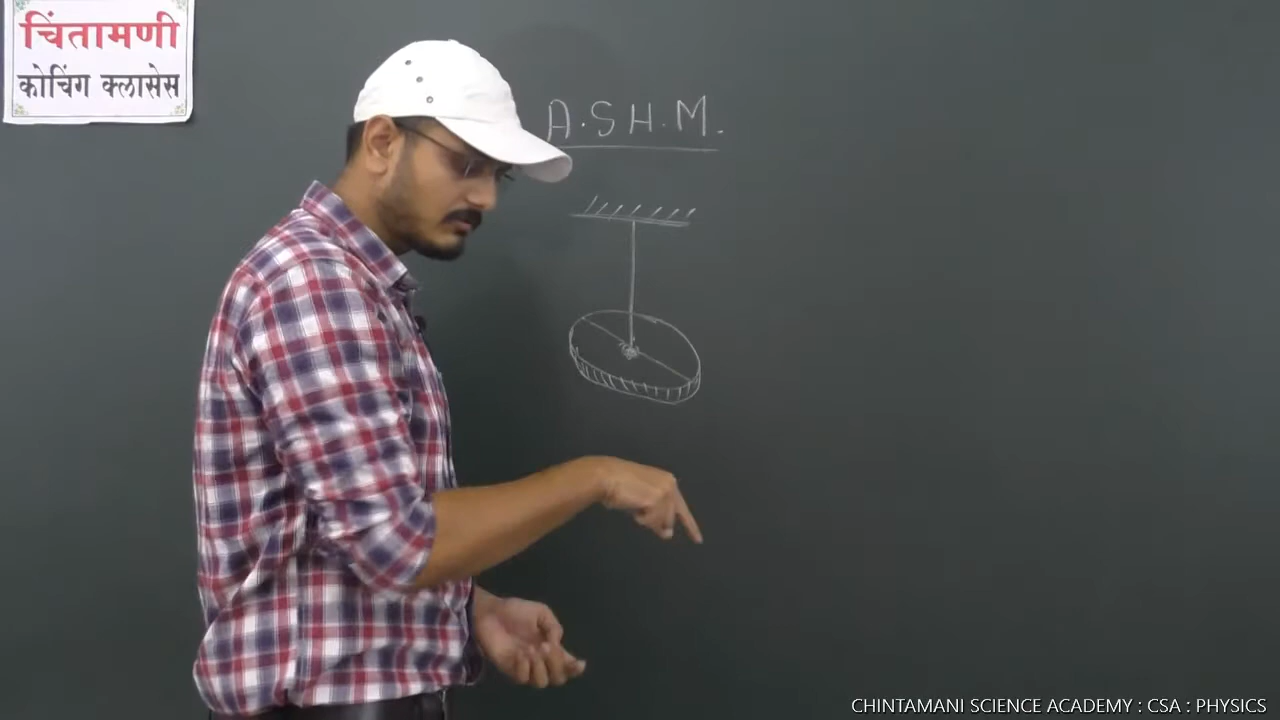 चिंतामणी
कोचिंग क्लासेस
A.S.H.M.
CHINTAMANI SCIENCE ACADEMY : CSA : PHYSICS